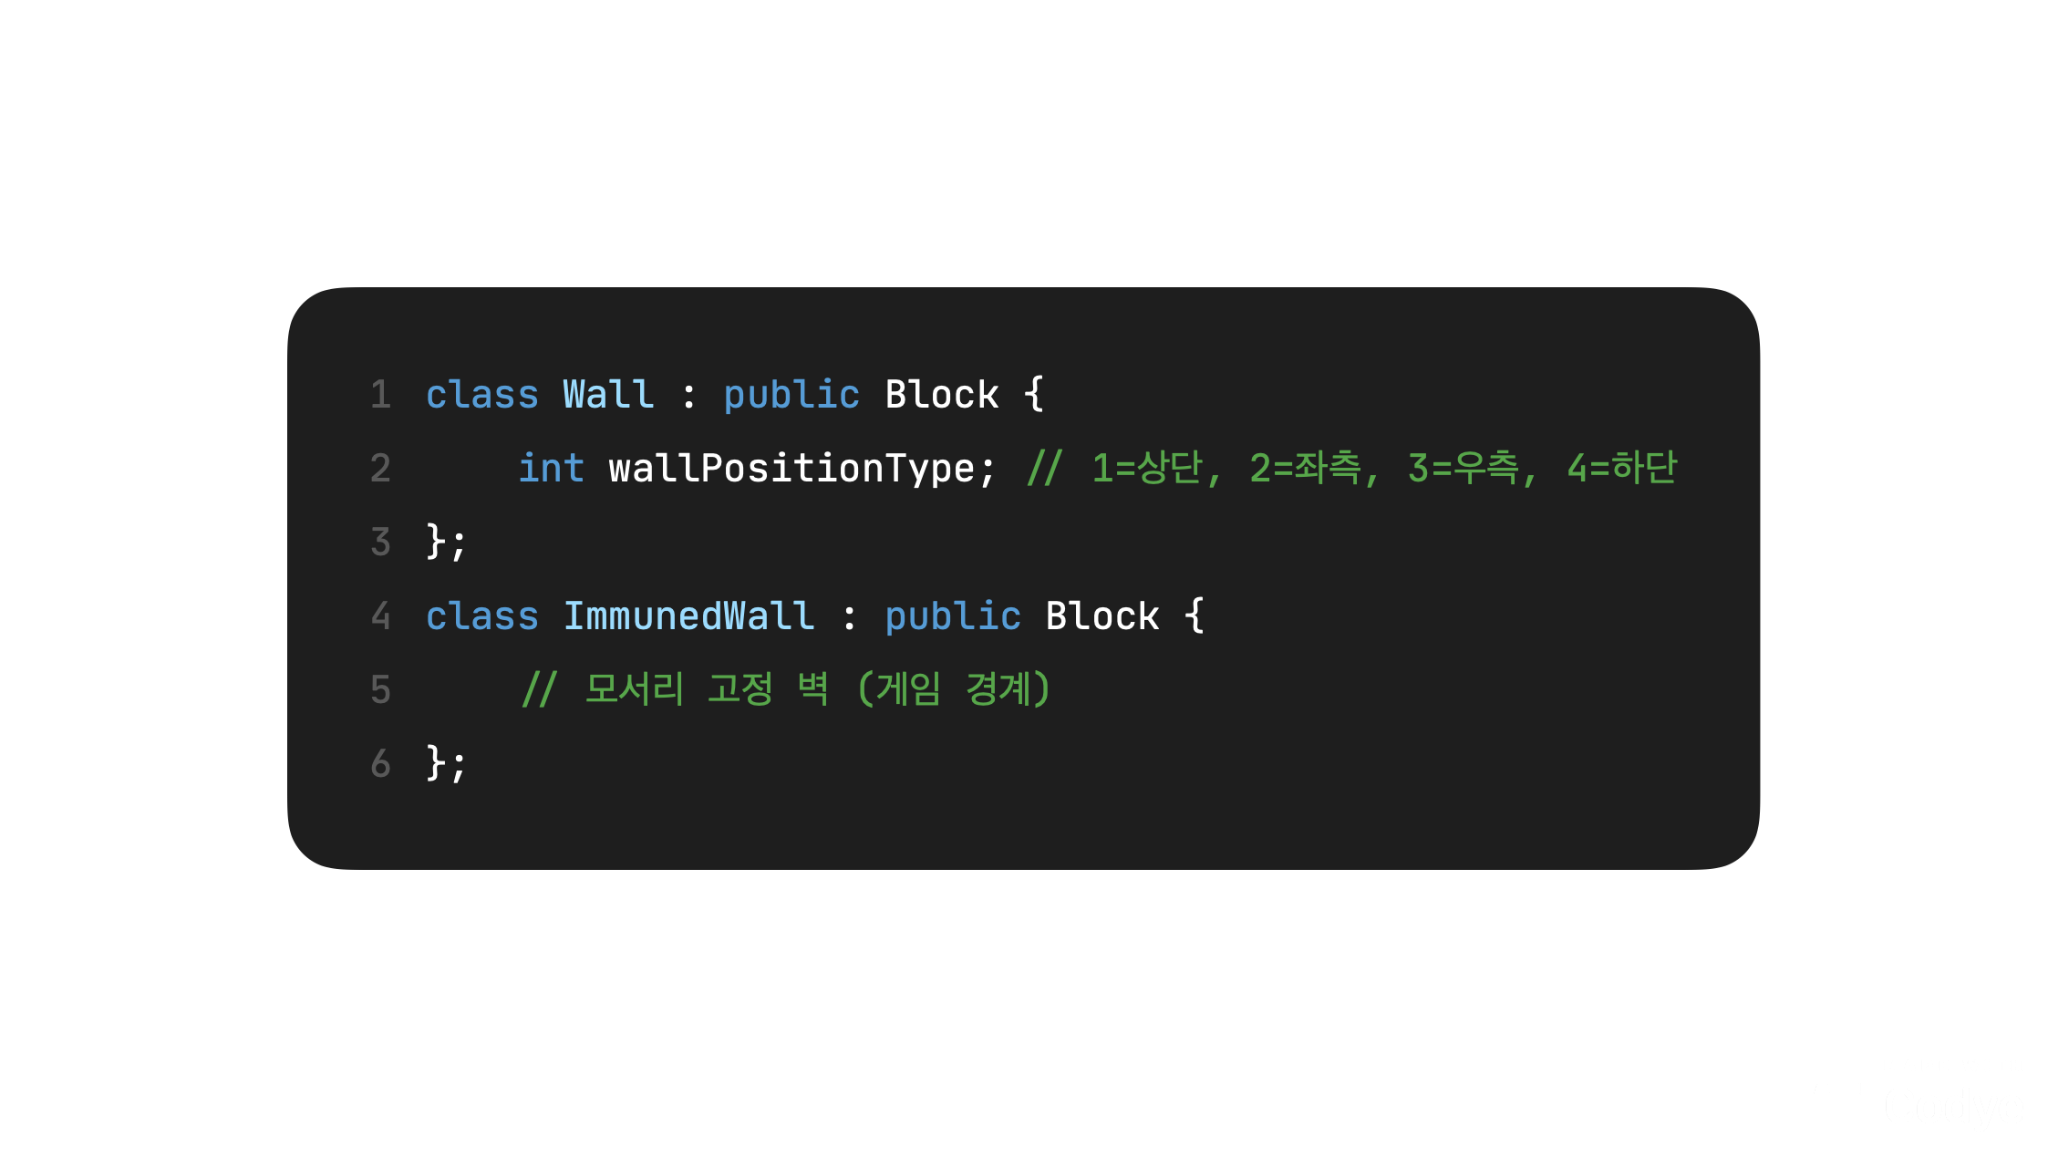 1 class Wall : public Block {
2     int wallPositionType; // 1=상단, 2=좌측, 3=우측, 4=하단
3 };
4 class ImmunedWall : public Block {
5     // 모서리 고정 벽 (게임 경계)
6 };